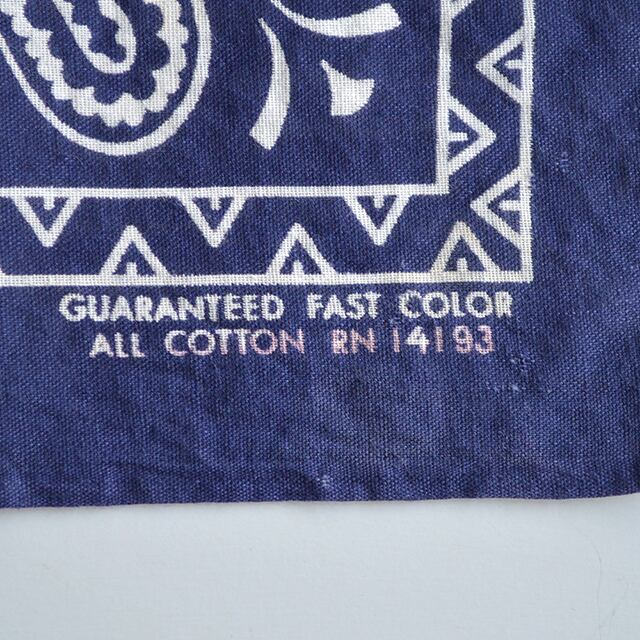 GUARANTEED FAST COLOR
ALL COTTON RN 14193